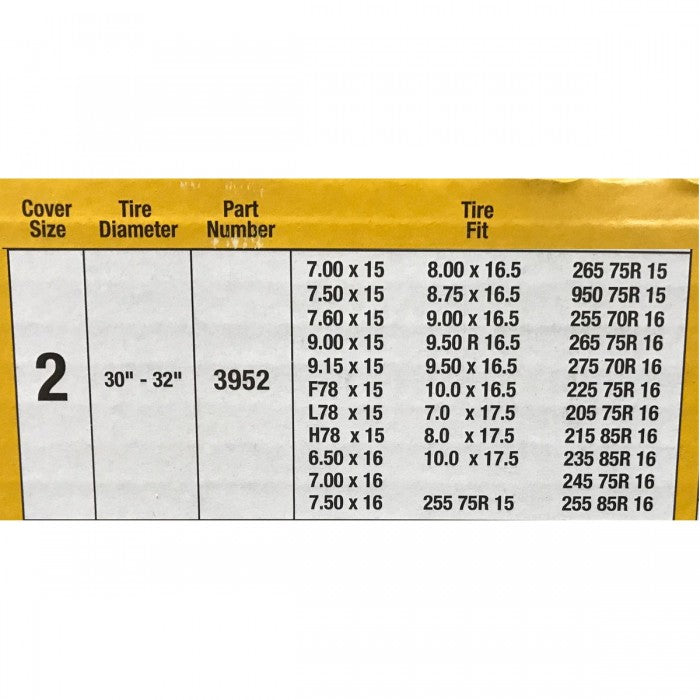 Cover Size Tire Diameter Part Number Tire Fit
7.00 x 15 8.00 x 16.5 265 75R 15
7.50 x 15 8.75 x 16.5 950 75R 15
7.60 x 15 9.00 x 16.5 255 70R 16
9.00 x 15 9.50 R 16.5 265 75R 16
9.15 x 15 9.50 x 16.5 275 70R 16
2 30" - 32" 3952 F78 x 15 10.0 x 16.5 225 75R 16
L78 x 15 7.0 x 17.5 205 75R 16
H78 x 15 8.0 x 17.5 215 85R 16
6.50 x 16 10.0 x 17.5 235 85R 16
7.00 x 16 245 75R 16
7.50 x 16 255 75R 15 255 85R 16